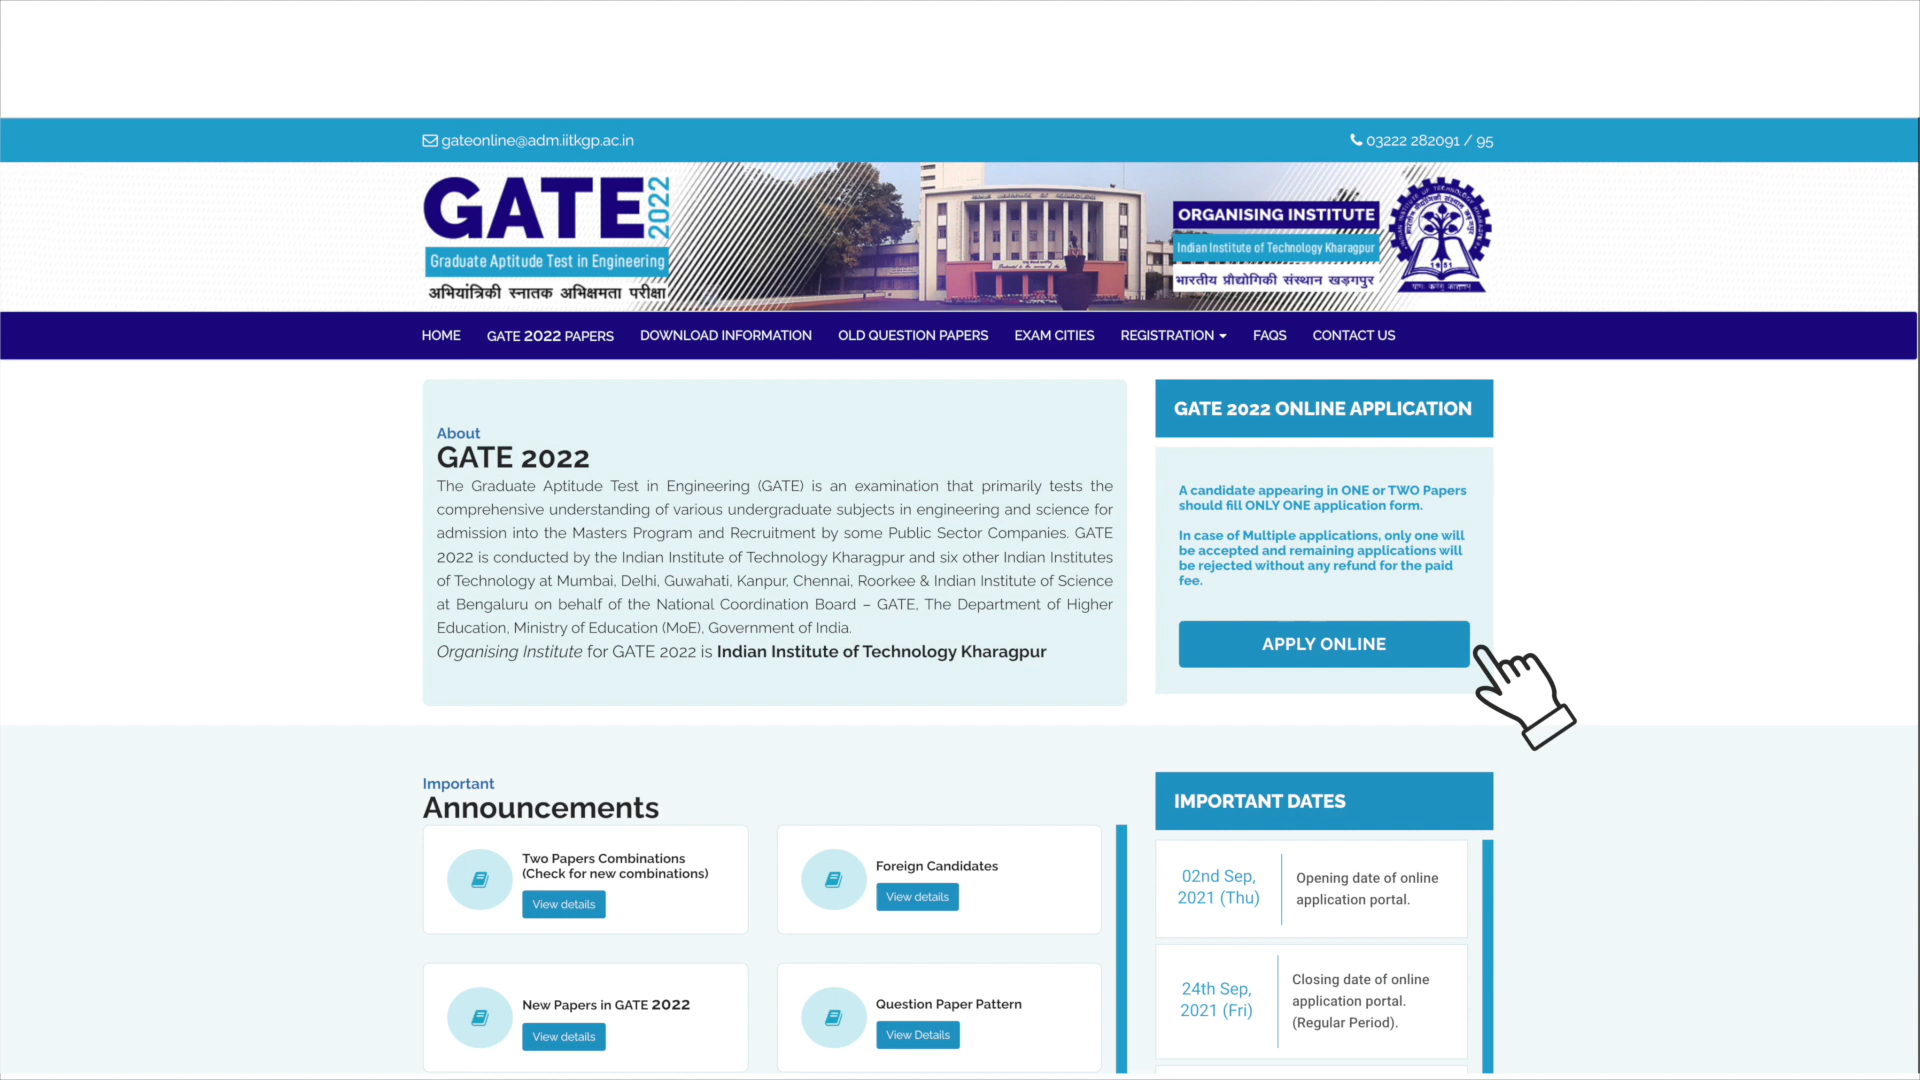 gateonline@adm.iitkgp.ac.in
03222 282091 / 95
GATE 2022
Graduate Aptitude Test in Engineering
अभियांत्रिकी स्नातक अभिक्षमता परीक्षा
ORGANISING INSTITUTE
Indian Institute of Technology Kharagpur
भारतीय प्रौद्योगिकी संस्थान खड़गपुर
HOME GATE 2022 PAPERS DOWNLOAD INFORMATION OLD QUESTION PAPERS EXAM CITIES REGISTRATION FAQS CONTACT US
About
GATE 2022
The Graduate Aptitude Test in Engineering (GATE) is an examination that primarily tests the
comprehensive understanding of various undergraduate subjects in engineering and science for
admission into the Masters Program and Recruitment by some Public Sector Companies. GATE
2022 is conducted by the Indian Institute of Technology Kharagpur and six other Indian Institutes
of Technology at Mumbai, Delhi, Guwahati, Kanpur, Chennai, Roorkee & Indian Institute of Science
at Bengaluru on behalf of the National Coordination Board – GATE, The Department of Higher
Education, Ministry of Education (MoE), Government of India.
Organising Institute for GATE 2022 is Indian Institute of Technology Kharagpur
GATE 2022 ONLINE APPLICATION
A candidate appearing in ONE or TWO Papers
should fill ONLY ONE application form.
In case of Multiple applications, only one will
be accepted and remaining applications will
be rejected without any refund for the paid
fee.
APPLY ONLINE
Important
Announcements
Two Papers Combinations
(Check for new combinations)
View details
Foreign Candidates
View details
New Papers in GATE 2022
View details
Question Paper Pattern
View Details
IMPORTANT DATES
02nd Sep,
2021 (Thu)
Opening date of online
application portal.
24th Sep,
2021 (Fri)
Closing date of online
application portal.
(Regular Period).